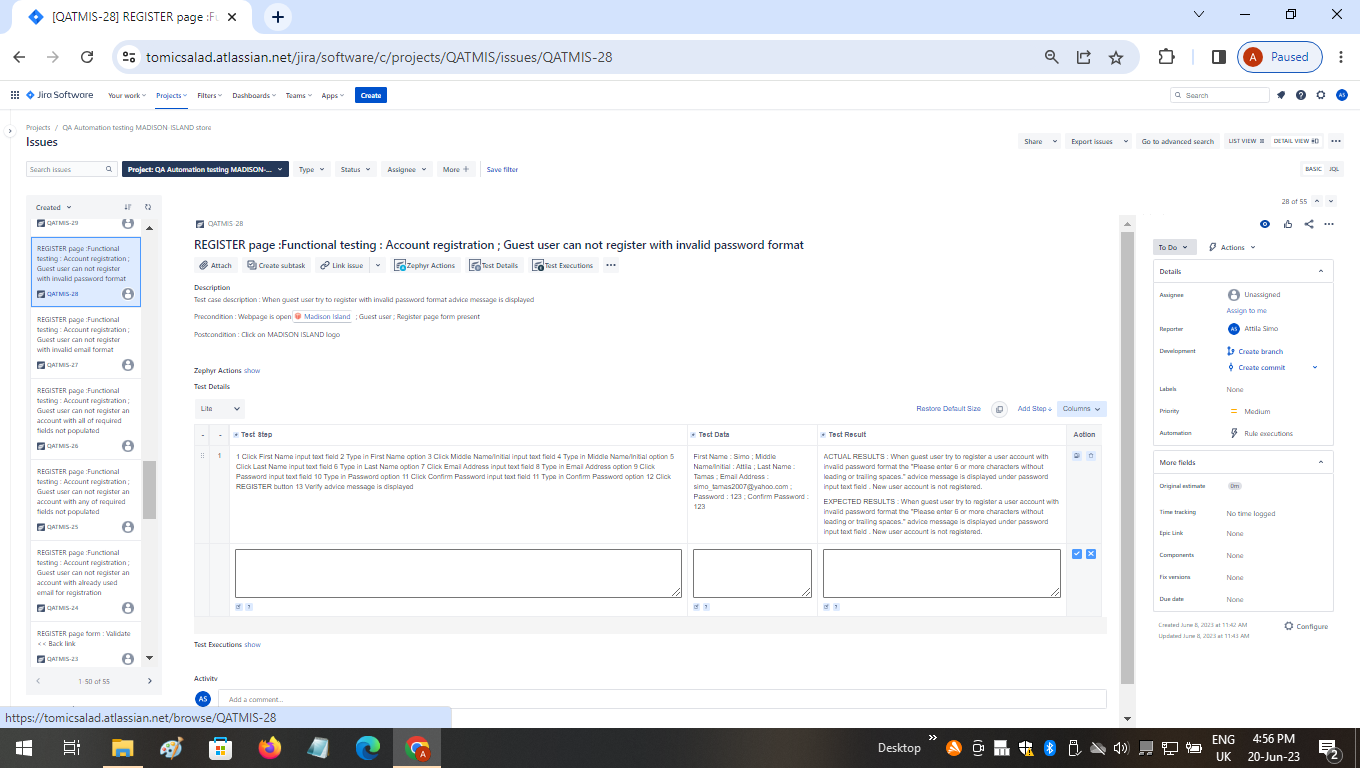 [QATMIS-28] REGISTER page :Fu
tomicsalad.atlassian.net/jira/software/c/projects/QATMIS/issues/QATMIS-28
A Paused
Jira Software Your work Projects Filters Dashboards Teams Apps Create Search AS
Projects / QA Automation testing MADISON ISLAND store
Issues
Share Export issues Go to advanced search LIST VIEW DETAIL VIEW
Search issues Project: QA Automation testing MADISON-... Type Status Assignee More + Save filter BASIC JQL
Created
QATMIS-29
REGISTER page :Functional
testing : Account registration ;
Guest user can not register
with invalid password format
QATMIS-28
REGISTER page :Functional
testing : Account registration ;
Guest user can not register
with invalid email format
QATMIS-27
REGISTER page :Functional
testing : Account registration ;
Guest user can not register an
account with all of required
fields not populated
QATMIS-26
REGISTER page :Functional
testing : Account registration ;
Guest user can not register an
account with any of required
fields not populated
QATMIS-25
REGISTER page :Functional
testing : Account registration ;
Guest user can not register an
account with already used
email for registration
QATMIS-24
REGISTER page form : Validate
<< Back link
QATMIS-23
1-50 of 55
28 of 55
QATMIS-28
REGISTER page :Functional testing : Account registration ; Guest user can not register with invalid password format
Attach Create subtask Link issue Zephyr Actions Test Details Test Executions
Description
Test case description : When guest user try to register with invalid password format advice message is displayed
Precondition : Webpage is open Madison Island ; Guest user ; Register page form present
Postcondition : Click on MADISON ISLAND logo
Zephyr Actions show
Test Details
Lite Restore Default Size Add Step Columns
- - Test Step Test Data Test Result Action
1
1 Click First Name input text field 2 Type in First Name option 3 Click Middle Name/Initial input text field 4 Type in Middle Name/Initial option 5
Click Last Name input text field 6 Type in Last Name option 7 Click Email Address input text field 8 Type in Email Address option 9 Click
Password input text field 10 Type in Password option 11 Click Confirm Password input text field 11 Type in Confirm Password option 12 Click
REGISTER button 13 Verify advice message is displayed
First Name : Simo ; Middle
Name/Initial : Attila ; Last Name :
Tamas ; Email Address :
simo_tamas2007@yahoo.com ;
Password : 123 ; Confirm Password :
123
ACTUAL RESULTS : When guest user try to register a user account with
invalid password format the "Please enter 6 or more characters without
leading or trailing spaces." advice message is displayed under password
input text field . New user account is not registered.
EXPECTED RESULTS : When guest user try to register a user account with
invalid password format the "Please enter 6 or more characters without
leading or trailing spaces." advice message is displayed under password
input text field . New user account is not registered.
Test Executions show
Activity
AS Add a comment...
To Do Actions
Details
Assignee Unassigned
Assign to me
Reporter AS Attila Simo
Development Create branch
Create commit
Labels None
Priority Medium
Automation Rule executions
More fields
Original estimate 0m
Time tracking No time logged
Epic Link None
Components None
Fix versions None
Due date None
Created June 8, 2023 at 11:42 AM
Updated June 8, 2023 at 11:43 AM
Configure
https://tomicsalad.atlassian.net/browse/QATMIS-28
Desktop ENG 4:56 PM
UK 20-Jun-23 2